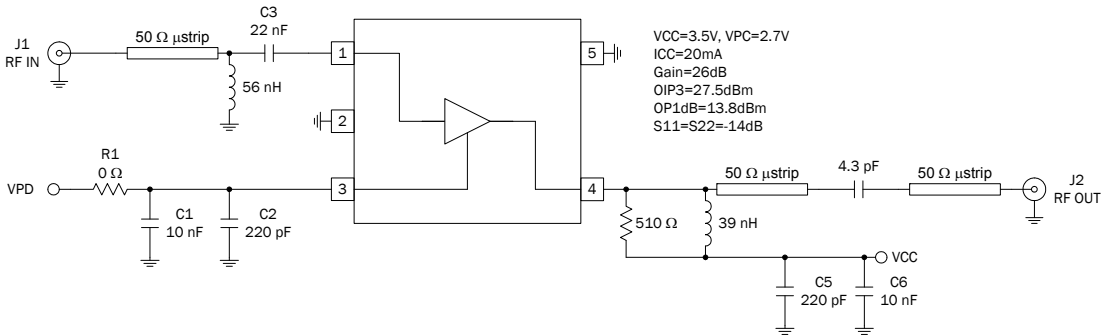 J1
RF IN
50 Ω μstrip
C3
22 nF
56 nH
1
2
3
4
5
VCC=3.5V, VPC=2.7V
ICC=20mA
Gain=26dB
OIP3=27.5dBm
OP1dB=13.8dBm
S11=S22=-14dB
VPD
R1
0 Ω
C1
10 nF
C2
220 pF
510 Ω
39 nH
50 Ω μstrip
4.3 pF
50 Ω μstrip
J2
RF OUT
VCC
C5
220 pF
C6
10 nF